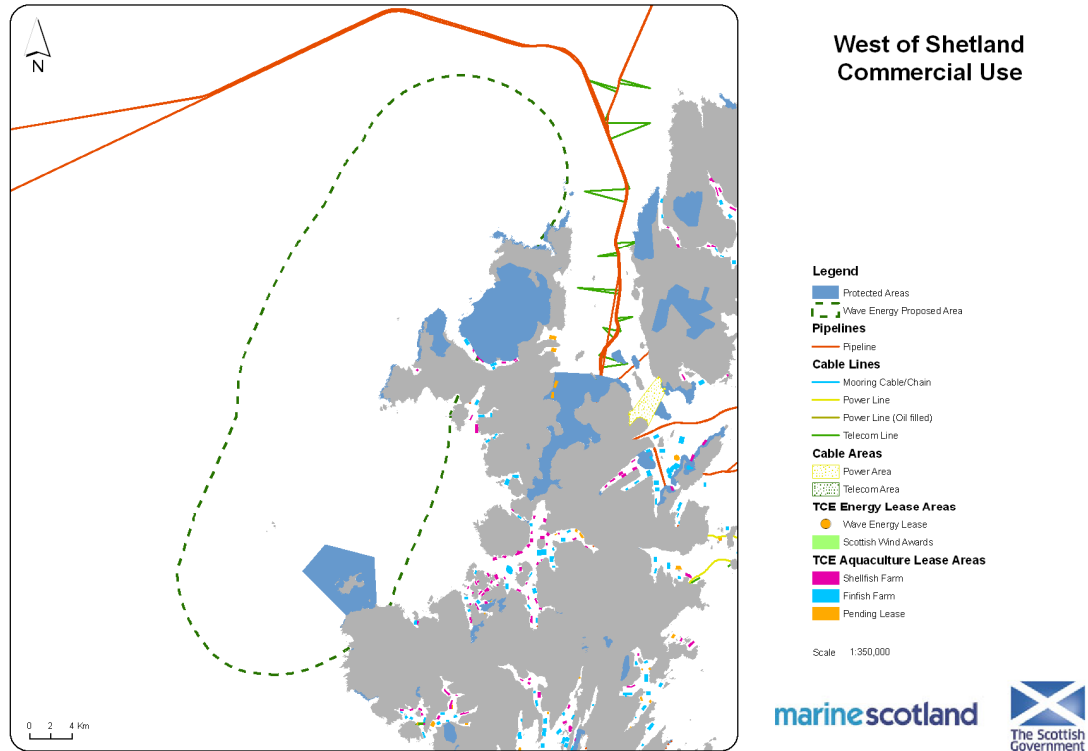 West of Shetland
Commercial Use
N
Legend
Protected Areas
Wave Energy Proposed Area
Pipelines
Pipeline
Cable Lines
Mooring Cable/Chain
Power Line
Power Line (Oil filled)
Telecom Line
Cable Areas
Power Area
Telecom Area
TCE Energy Lease Areas
Wave Energy Lease
Scottish Wind Awards
TCE Aquaculture Lease Areas
Shellfish Farm
Finfish Farm
Pending Lease
Scale 1:350,000
0 2 4 Km
marinescotland
The Scottish
Government